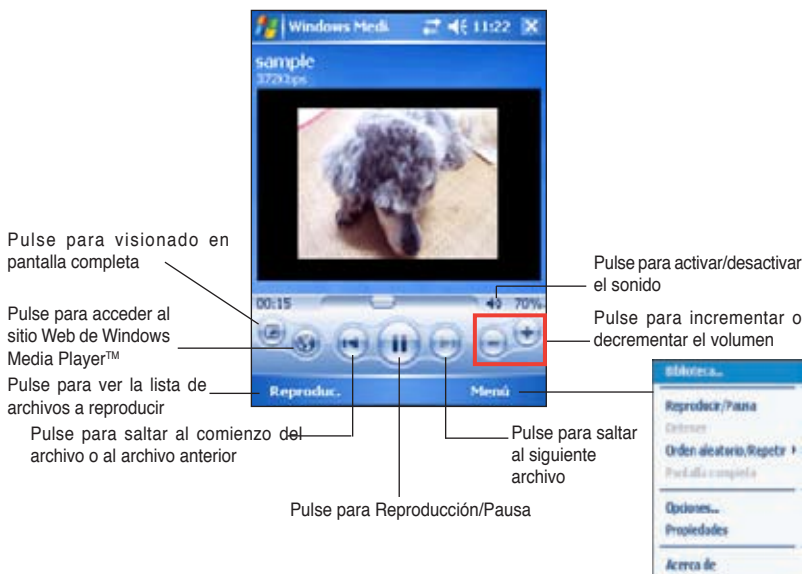 Windows Medi.
11:22
sample
372Kbps
Pulse para visionado en
pantalla completa
Pulse para activar/desactivar
el sonido
00:15
70%
Pulse para acceder al
sitio Web de Windows
Media Player™
Pulse para incrementar o
decrementar el volumen
Pulse para ver la lista de
archivos a reproducir
Reproduc.
Menú
Pulse para saltar al comienzo del
archivo o al archivo anterior
Pulse para saltar
al siguiente
archivo
Pulse para Reproducción/Pausa
Biblioteca...
Reproducir/Pausa
Detener
Orden aleatorio/Repetir
Pantalla completa
Opciones...
Propiedades
Acerca de